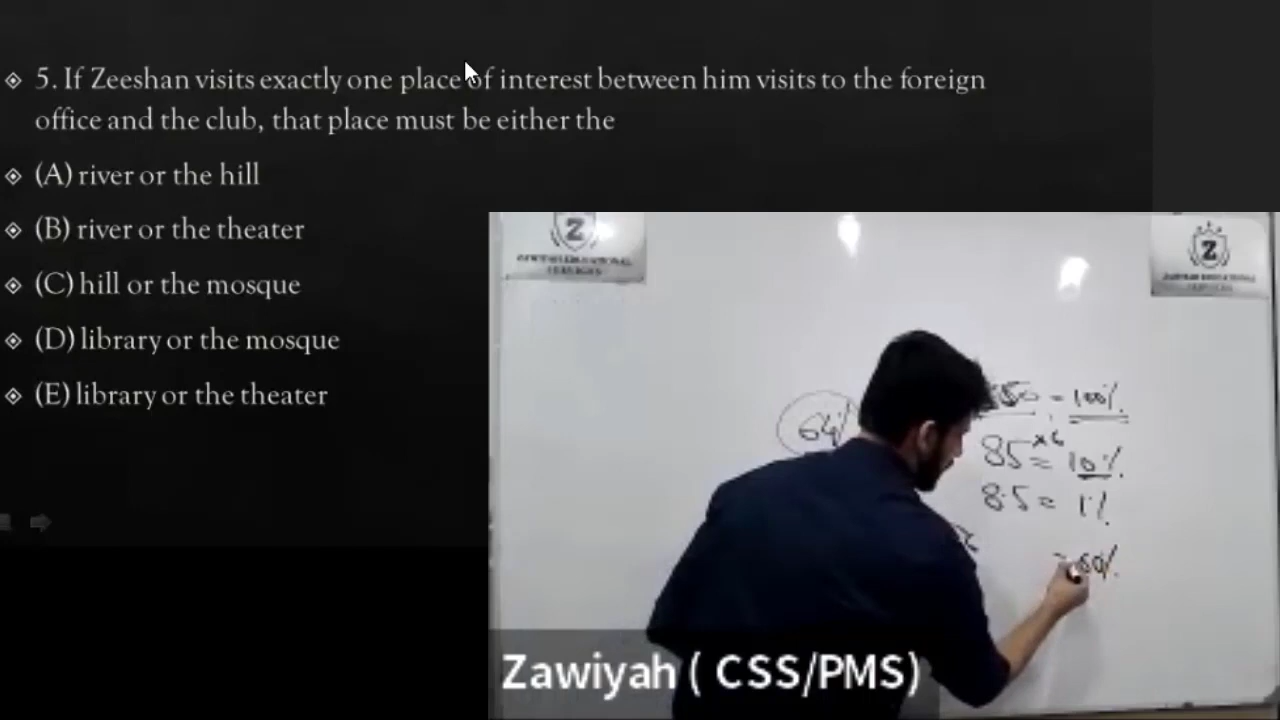 5. If Zeeshan visits exactly one place of interest between him visits to the foreign
office and the club, that place must be either the
(A) river or the hill
(B) river or the theater
(C) hill or the mosque
(D) library or the mosque
(E) library or the theater
Z
Z
64%
= 100%
85 = 10%
×6
8.5 = 1%
60%
Zawiyah ( CSS/PMS)